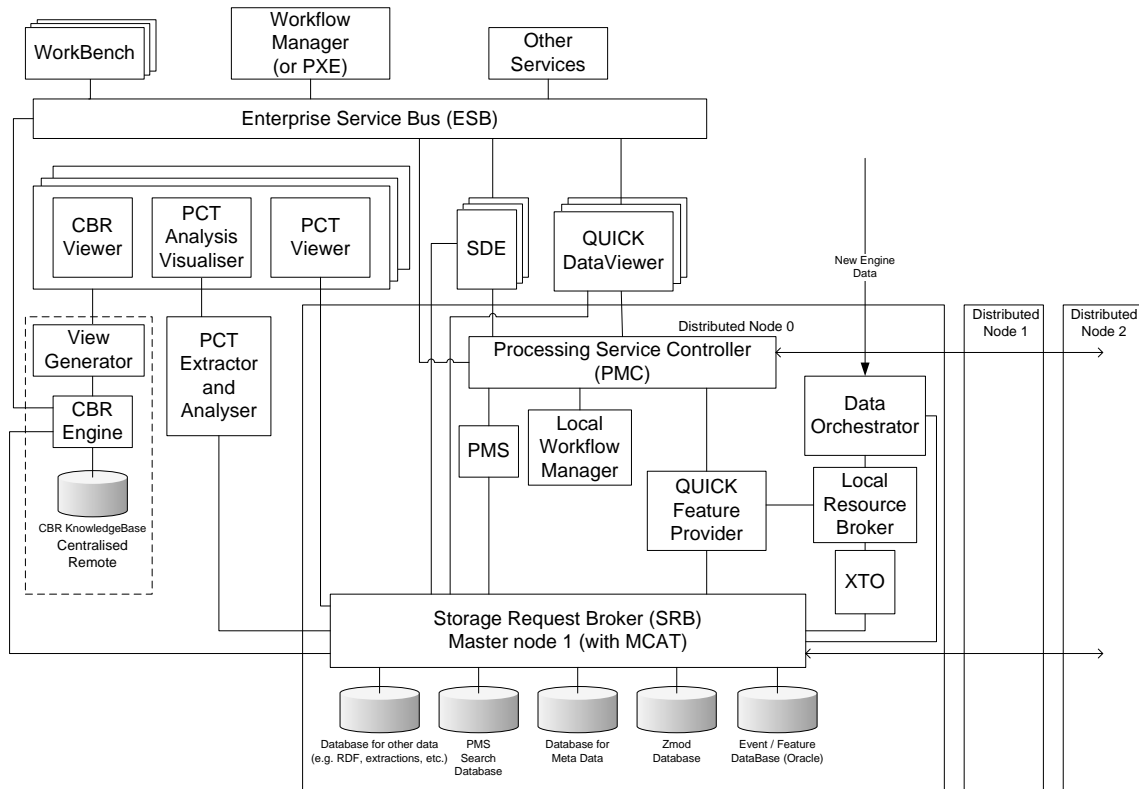 WorkBench
Workflow
Manager
(or PXE)
Other
Services
Enterprise Service Bus (ESB)
CBR
Viewer
PCT
Analysis
Visualiser
PCT
Viewer
SDE
QUICK
DataViewer
New Engine
Data
View
Generator
CBR
Engine
CBR KnowledgeBase
Centralised
Remote
PCT
Extractor
and
Analyser
Distributed Node 0
Distributed
Node 1
Distributed
Node 2
Processing Service Controller
(PMC)
PMS
Local
Workflow
Manager
QUICK
Feature
Provider
Data
Orchestrator
Local
Resource
Broker
XTO
Storage Request Broker (SRB)
Master node 1 (with MCAT)
Database for other data
(e.g. RDF, extractions, etc.)
PMS
Search
Database
Database for
Meta Data
Zmod
Database
Event / Feature
DataBase (Oracle)